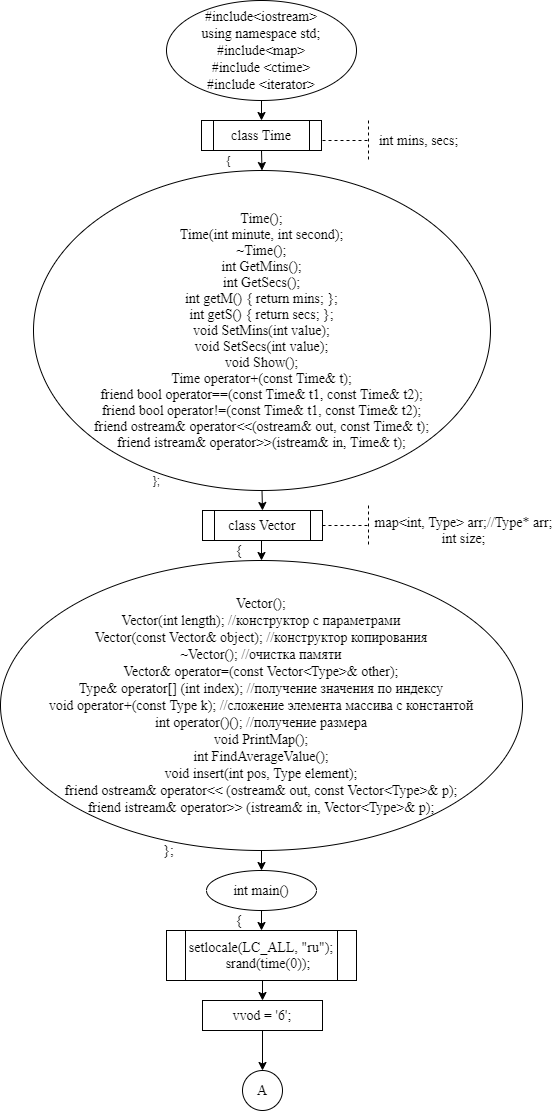 #include<iostream>
using namespace std;
#include<map>
#include <ctime>
#include <iterator>
class Time
int mins, secs;
{
Time();
Time(int minute, int second);
~Time();
int GetMins();
int GetSecs();
int getM() { return mins; };
int getS() { return secs; };
void SetMins(int value);
void SetSecs(int value);
void Show();
Time operator+(const Time& t);
friend bool operator==(const Time& t1, const Time& t2);
friend bool operator!=(const Time& t1, const Time& t2);
friend ostream& operator<<(ostream& out, const Time& t);
friend istream& operator>>(istream& in, Time& t);
};
class Vector
map<int, Type> arr;//Type* arr;
int size;
{
Vector();
Vector(int length); //конструктор с параметрами
Vector(const Vector& object); //конструктор копирования
~Vector(); //очистка памяти
Vector& operator=(const Vector<Type>& other);
Type& operator[] (int index); //получение значения по индексу
void operator+(const Type k); //сложение элемента массива с константой
int operator()(); //получение размера
void PrintMap();
int FindAverageValue();
void insert(int pos, Type element);
friend ostream& operator<< (ostream& out, const Vector<Type>& p);
friend istream& operator>> (istream& in, Vector<Type>& p);
};
int main()
{
setlocale(LC_ALL, "ru");
srand(time(0));
vvod = '6';
A